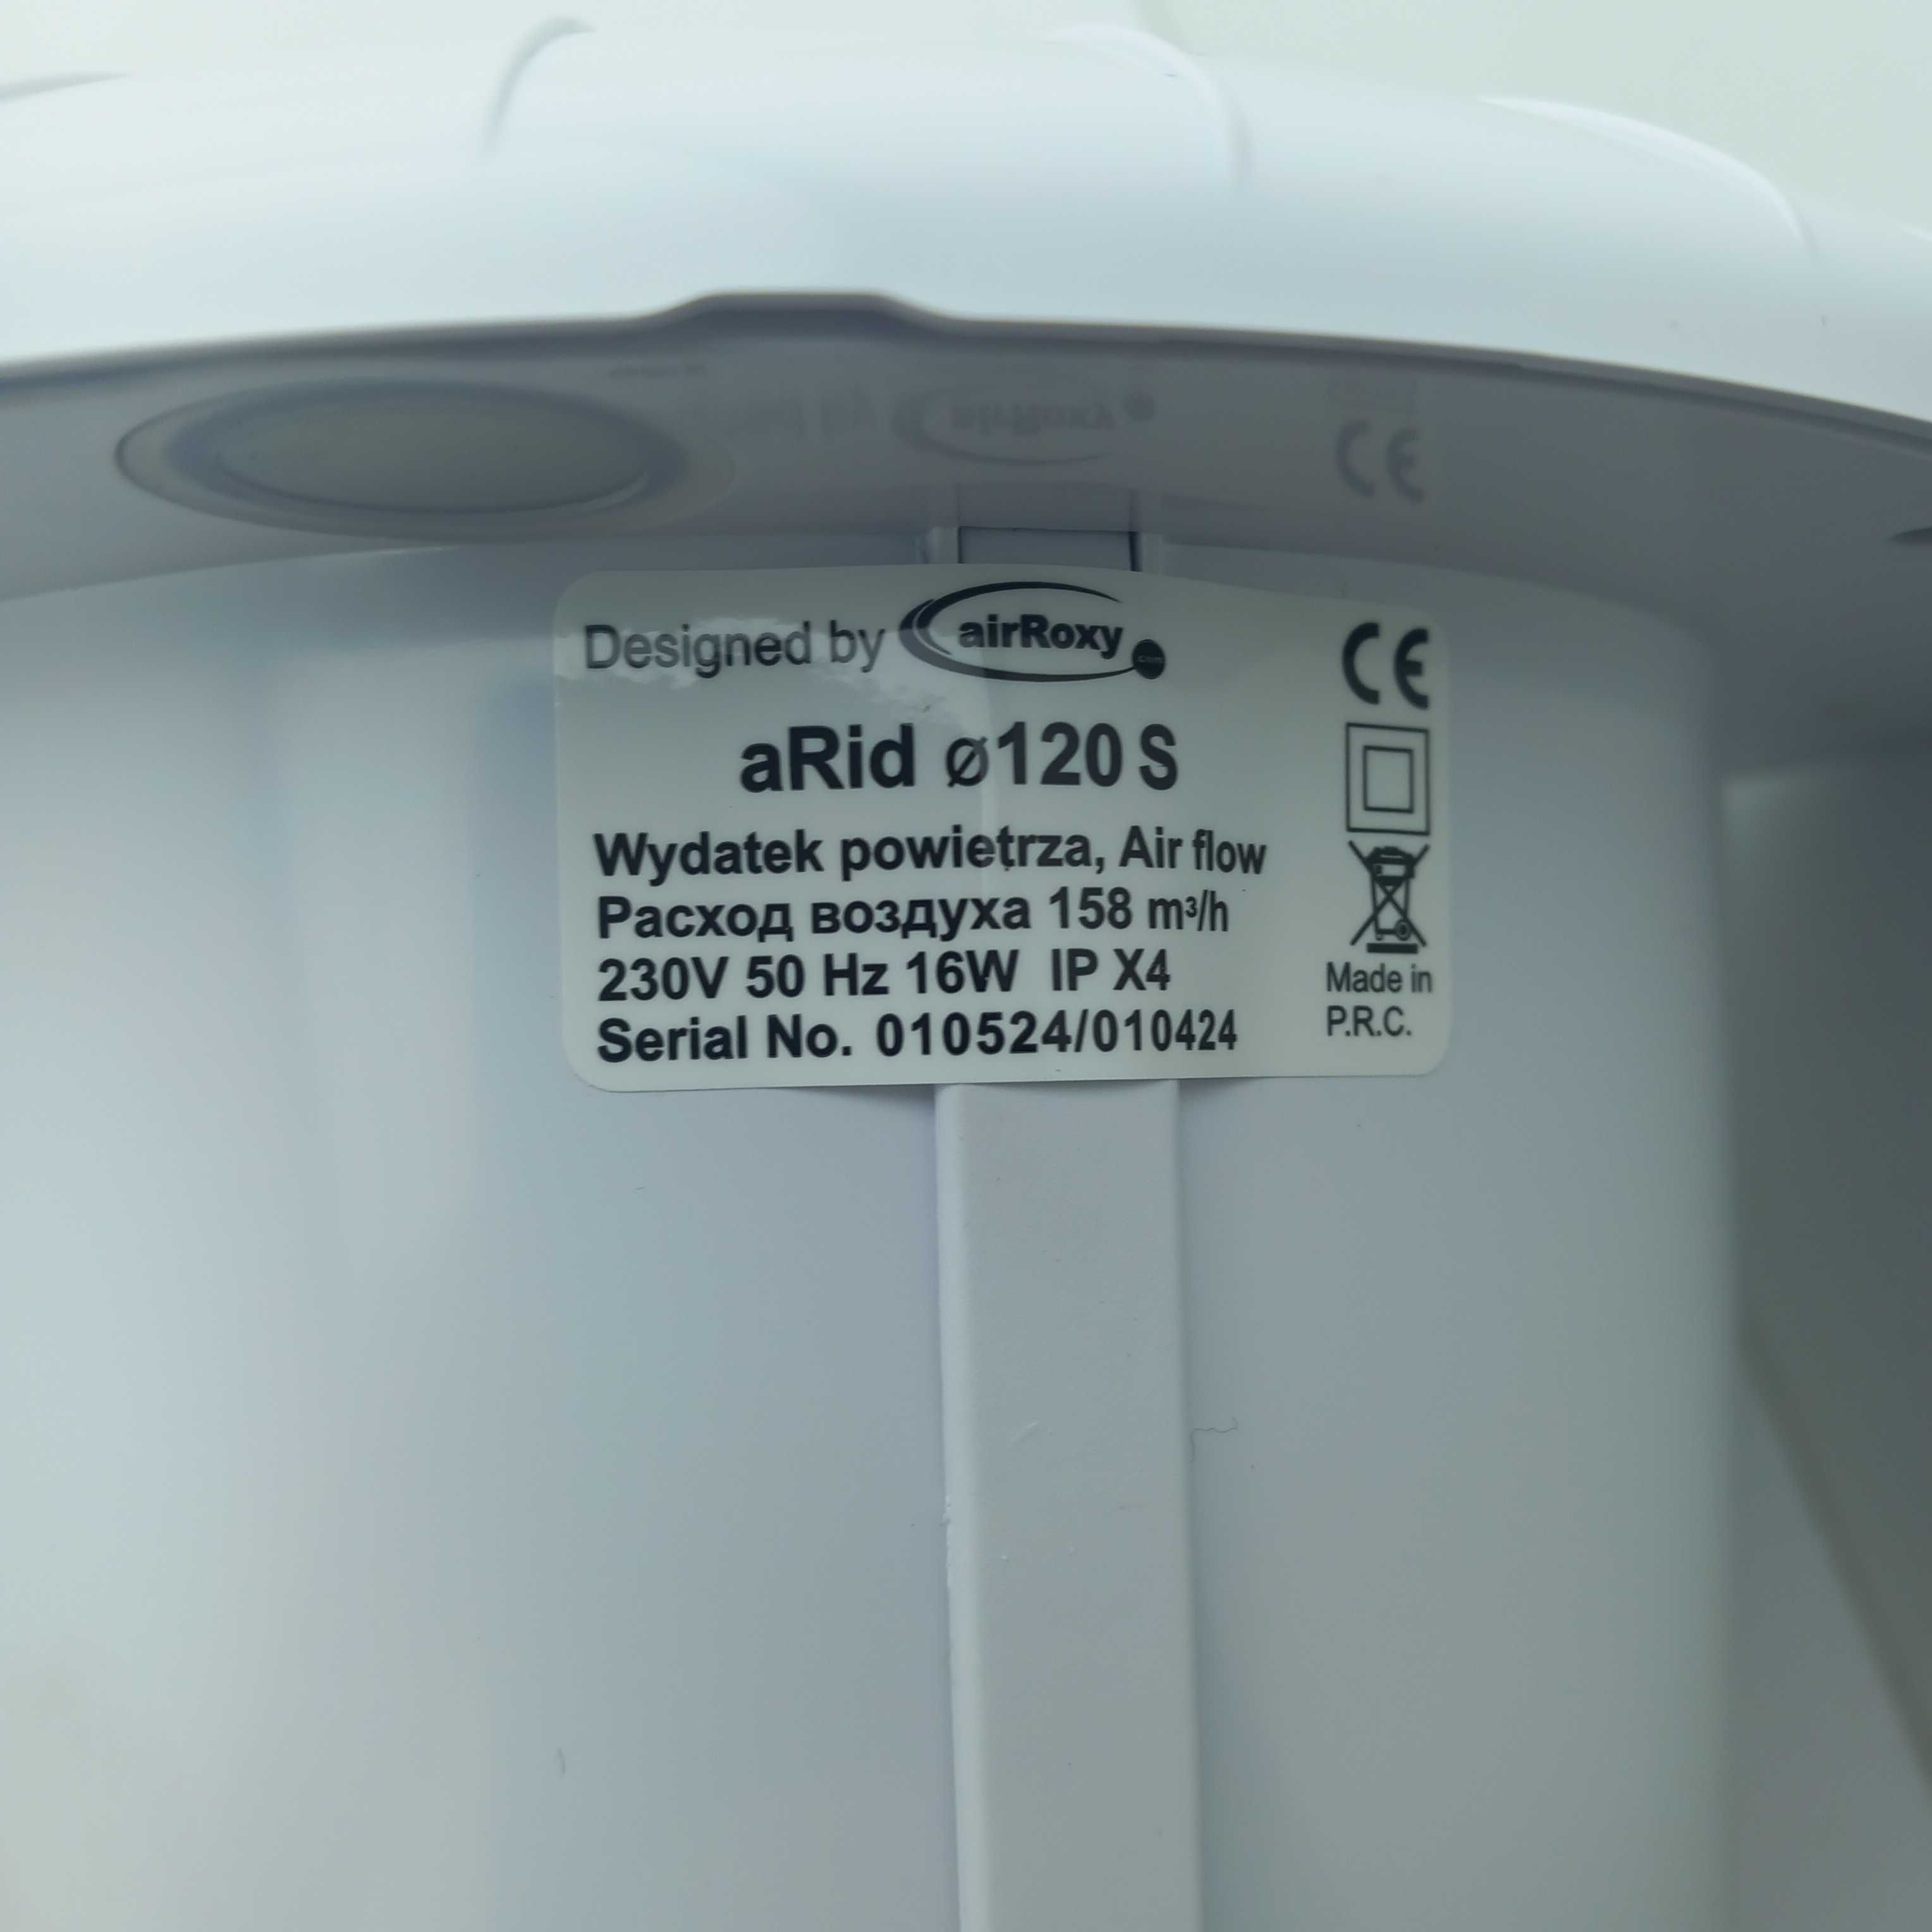 Designed by airRoxy .com
aRid ø120 S
Wydatek powietrza, Air flow
Расход воздуха 158 m³/h
230V 50 Hz 16W IP X4
Serial No. 010524/010424
CE
Made in
P.R.C.